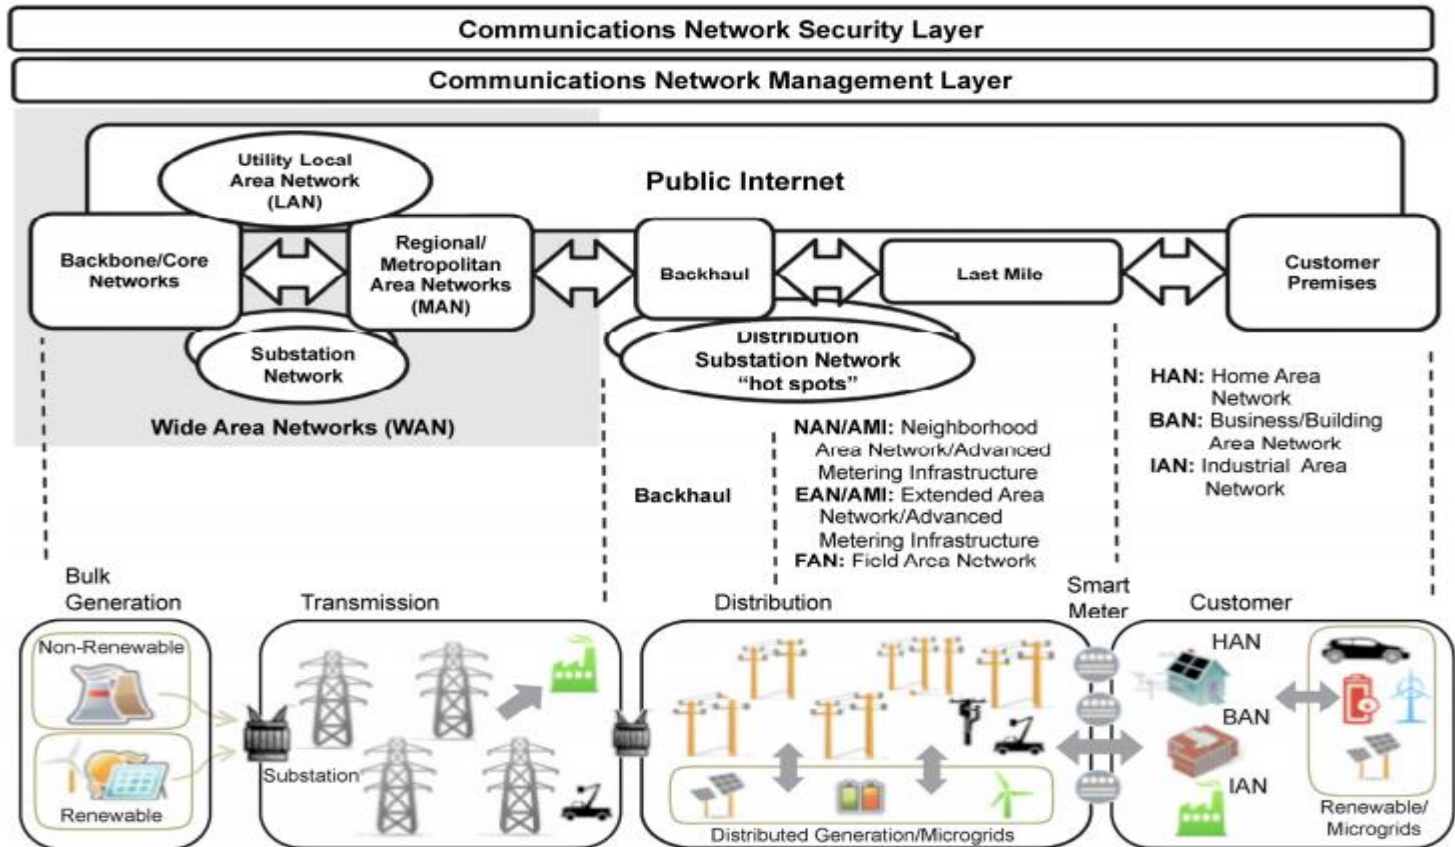 Communications Network Security Layer
Communications Network Management Layer
Utility Local
Area Network
(LAN)
Public Internet
Backbone/Core
Networks
Regional/
Metropolitan
Area Networks
(MAN)
Backhaul
Last Mile
Customer
Premises
Substation
Network
Distribution
Substation Network
“hot spots”
Wide Area Networks (WAN)
Backhaul
NAN/AMI: Neighborhood
Area Network/Advanced
Metering Infrastructure
EAN/AMI: Extended Area
Network/Advanced
Metering Infrastructure
FAN: Field Area Network
HAN: Home Area
Network
BAN: Business/Building
Area Network
IAN: Industrial Area
Network
Bulk
Generation
Transmission
Distribution
Smart
Meter
Customer
Non-Renewable
Renewable
Substation
Distributed Generation/Microgrids
HAN
BAN
IAN
Renewable/
Microgrids